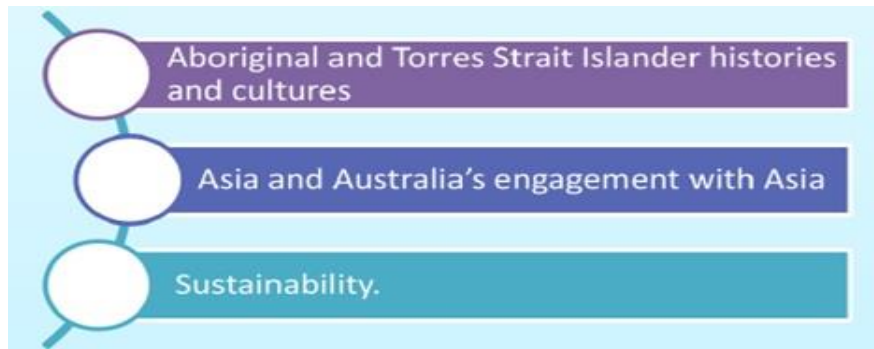 Aboriginal and Torres Strait Islander histories
and cultures
Asia and Australia’s engagement with Asia
Sustainability.